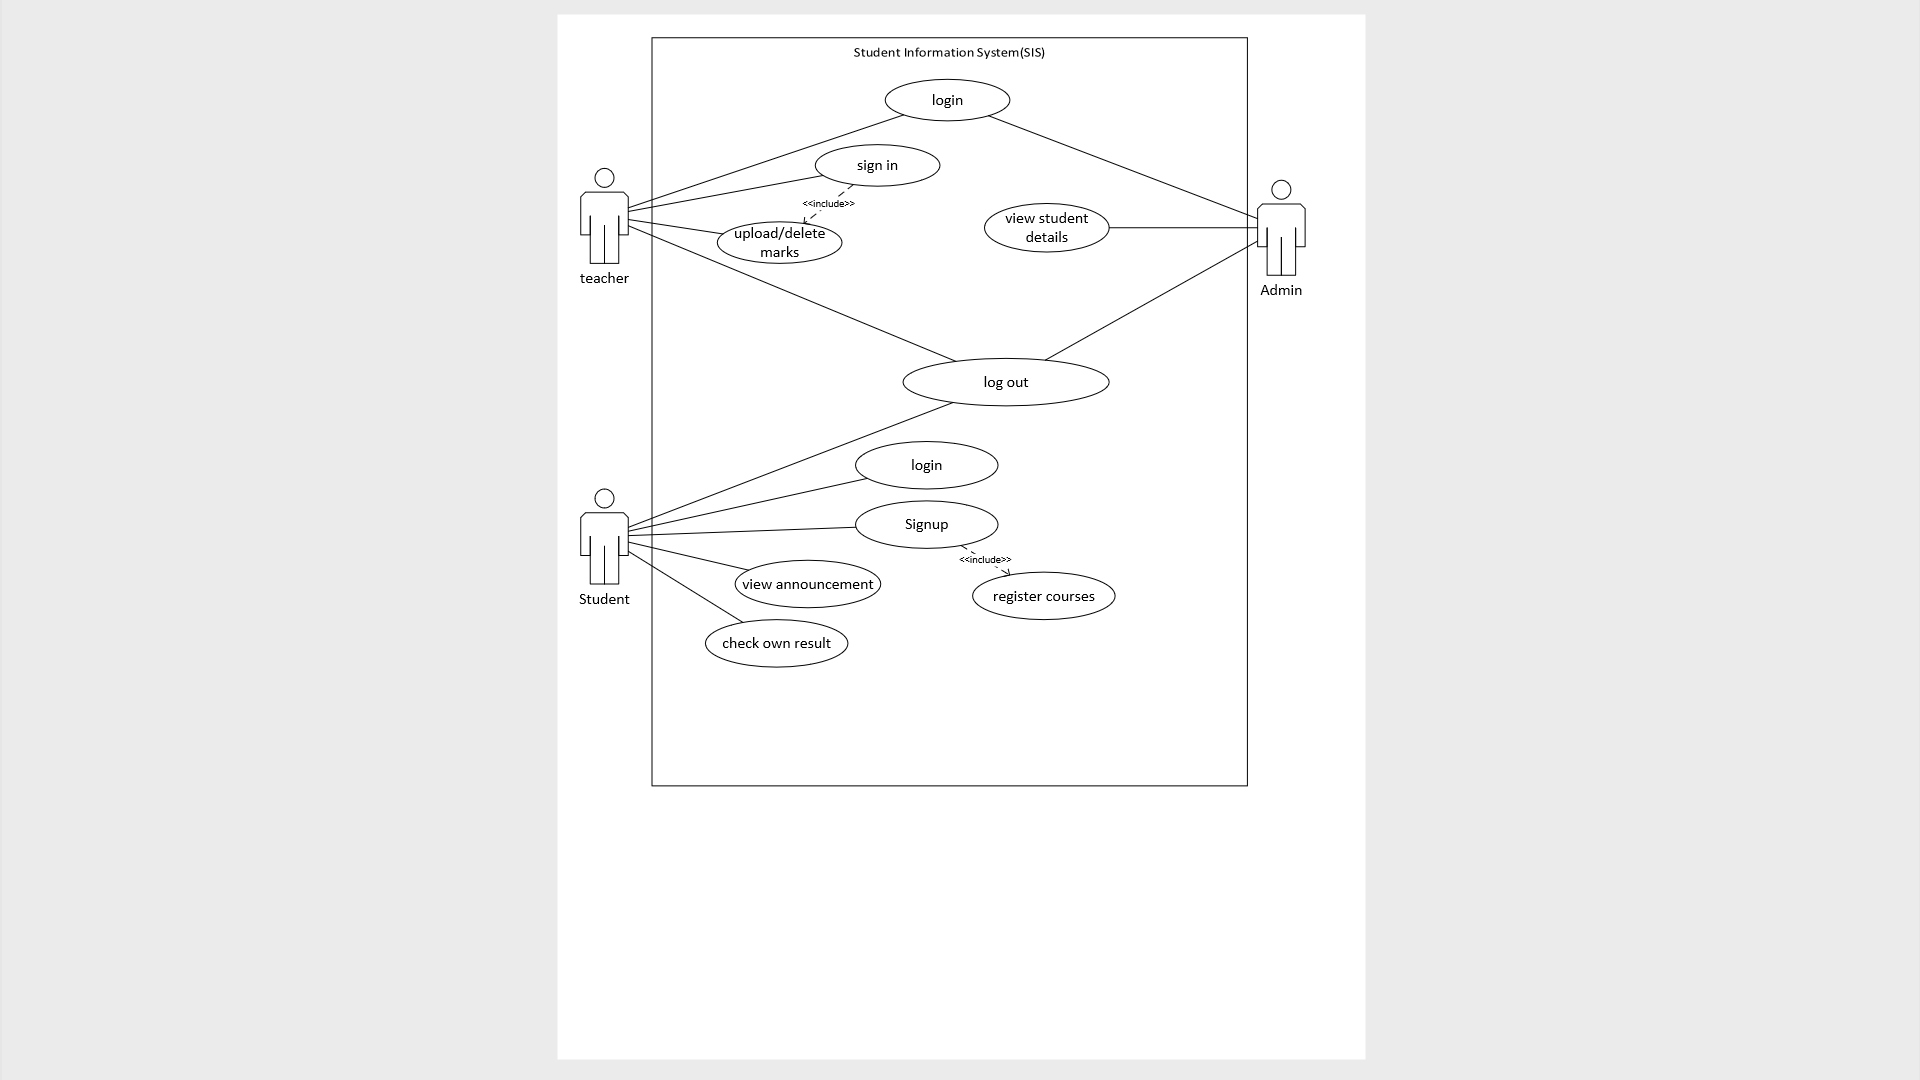 Student Information System(SIS)
login
sign in
<<include>>
upload/delete
marks
view student
details
teacher
Admin
log out
login
Signup
<<include>>
view announcement
register courses
Student
check own result